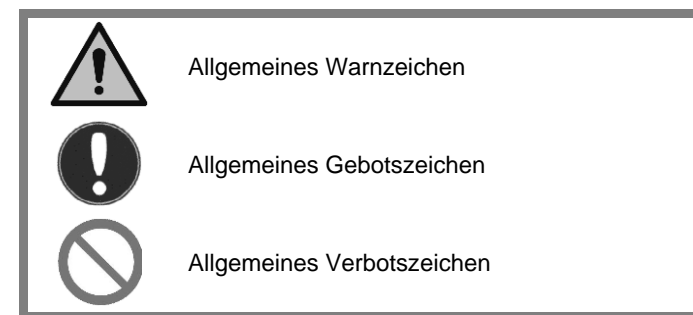 Allgemeines Warnzeichen
Allgemeines Gebotszeichen
Allgemeines Verbotszeichen